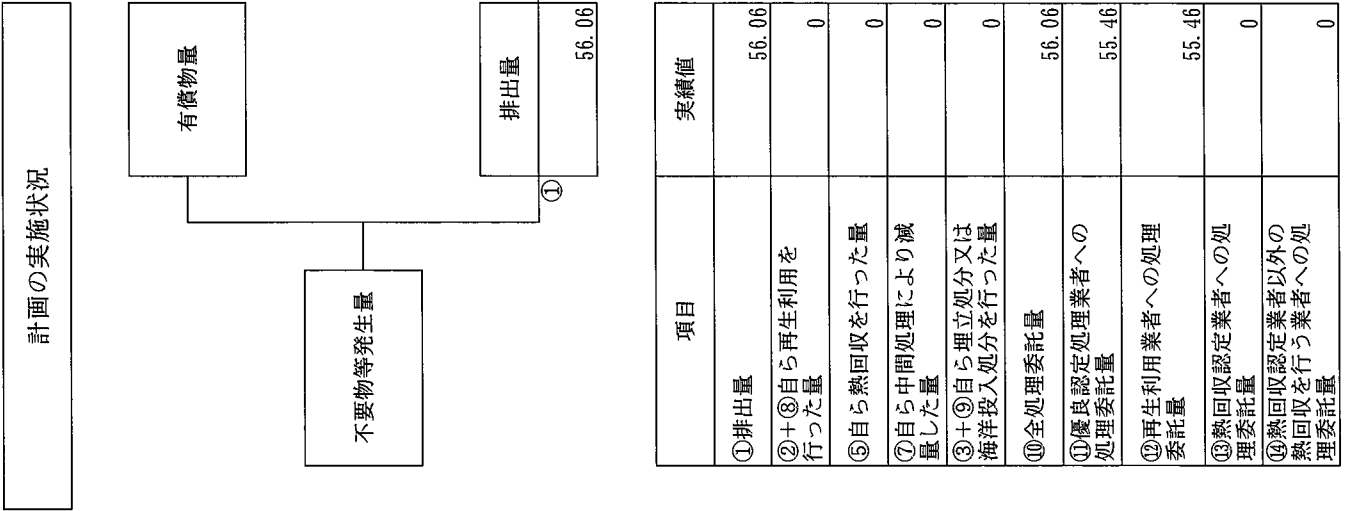 計画の実施状況
有償物量
不要物等発生量
排出量
① 56.06
項目 実績値
①排出量 56.06
②+⑧自ら再生利用を
行った量 0
⑤自ら熱回収を行った量 0
⑦自ら中間処理により減
量した量 0
③+⑨自ら埋立処分又は
海洋投入処分を行った量 0
⑩全処理委託量 56.06
⑪優良認定処理業者への
処理委託量 55.46
⑫再生利用業者への処理
委託量 55.46
⑬熱回収認定業者への処
理委託量 0
⑭熱回収認定業者以外の
熱回収を行う業者への処
理委託量 0